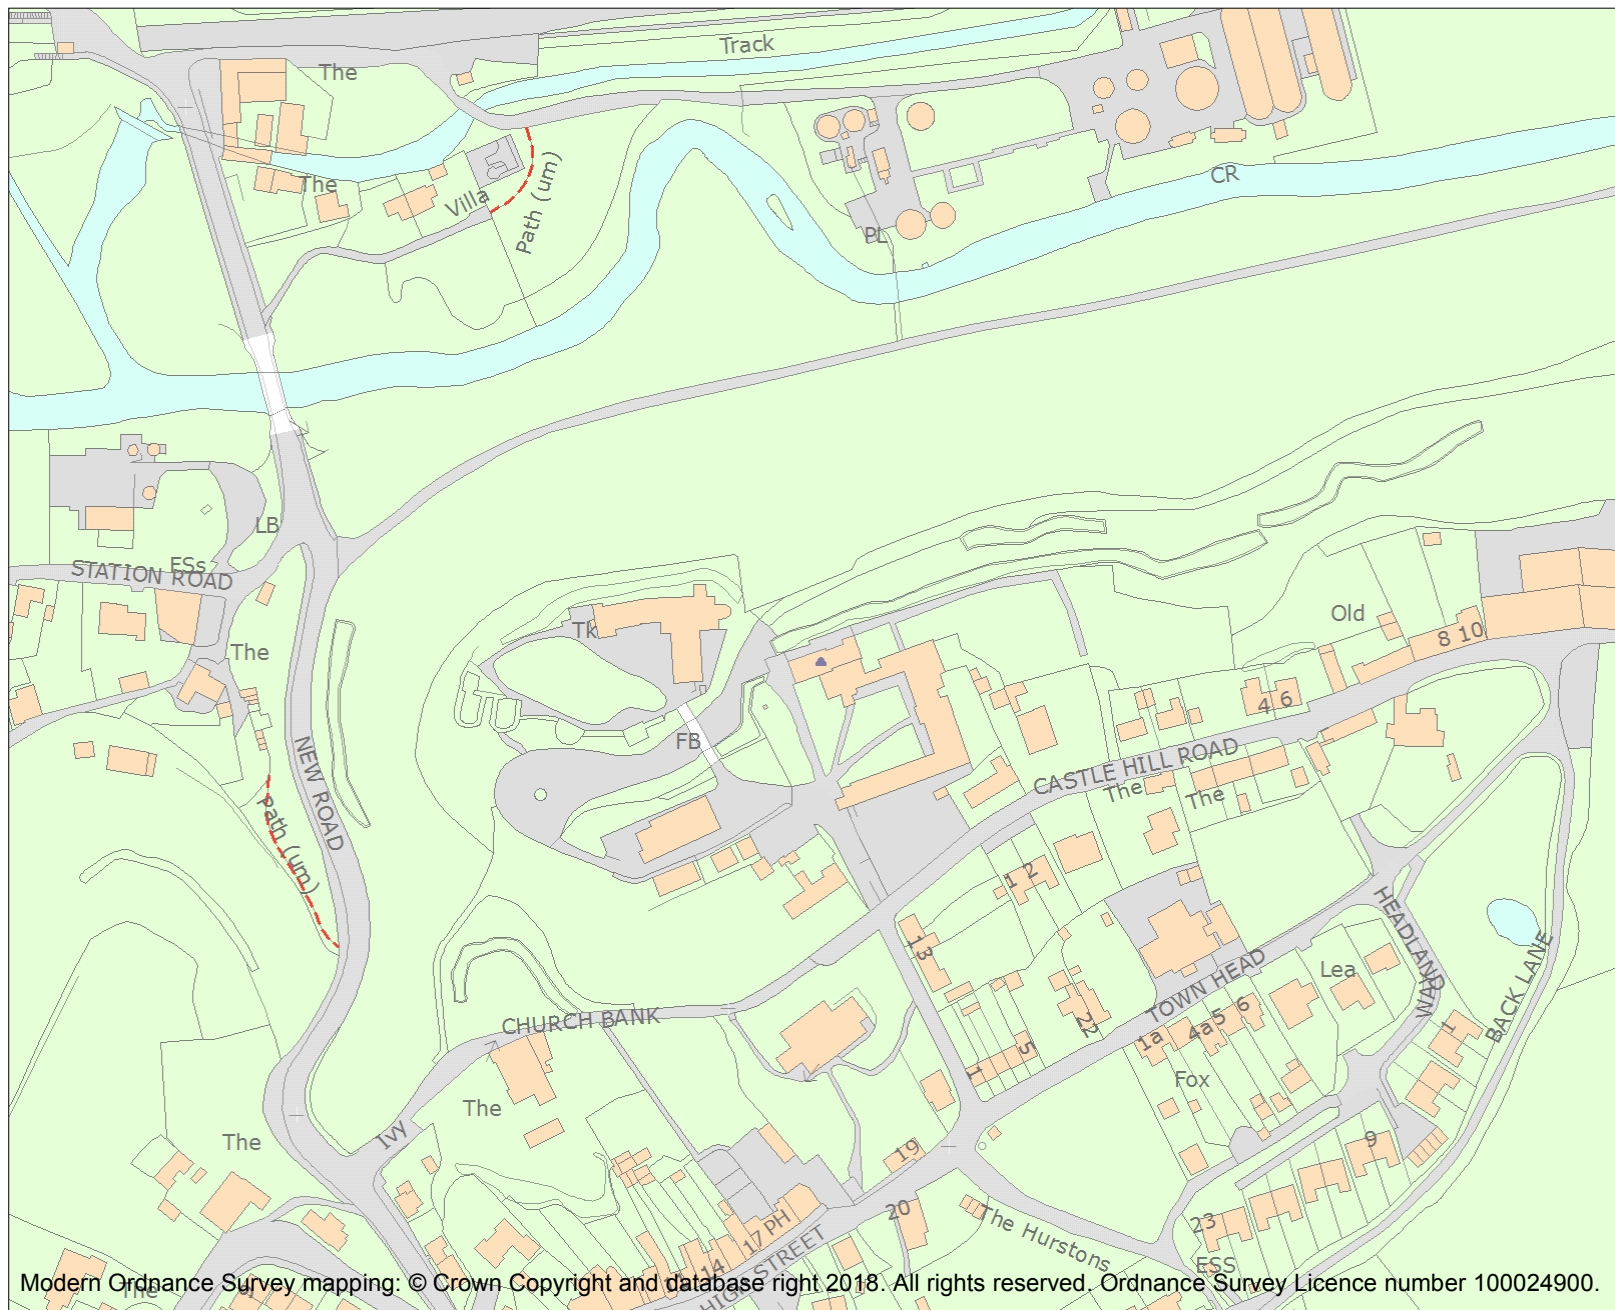 Track
The
The
Villa
Path (um)
CR
PL
LB
ESs
STATION ROAD
The
Tk
FB
NEW ROAD
Path (um)
Old
8 10
4 6
CASTLE HILL ROAD
The
The
1 2
13
HEADLAND
WAY
BACK LANE
Lea
TOWN HEAD
22
1a
4a
5
6
1
CHURCH BANK
5
1
Fox
The
Ivy
The
19
9
20
The Hurstons
23
ESS
17 PH
14
HIGH STREET
The
Modern Ordnance Survey mapping: © Crown Copyright and database right 2018. All rights reserved. Ordnance Survey Licence number 100024900.